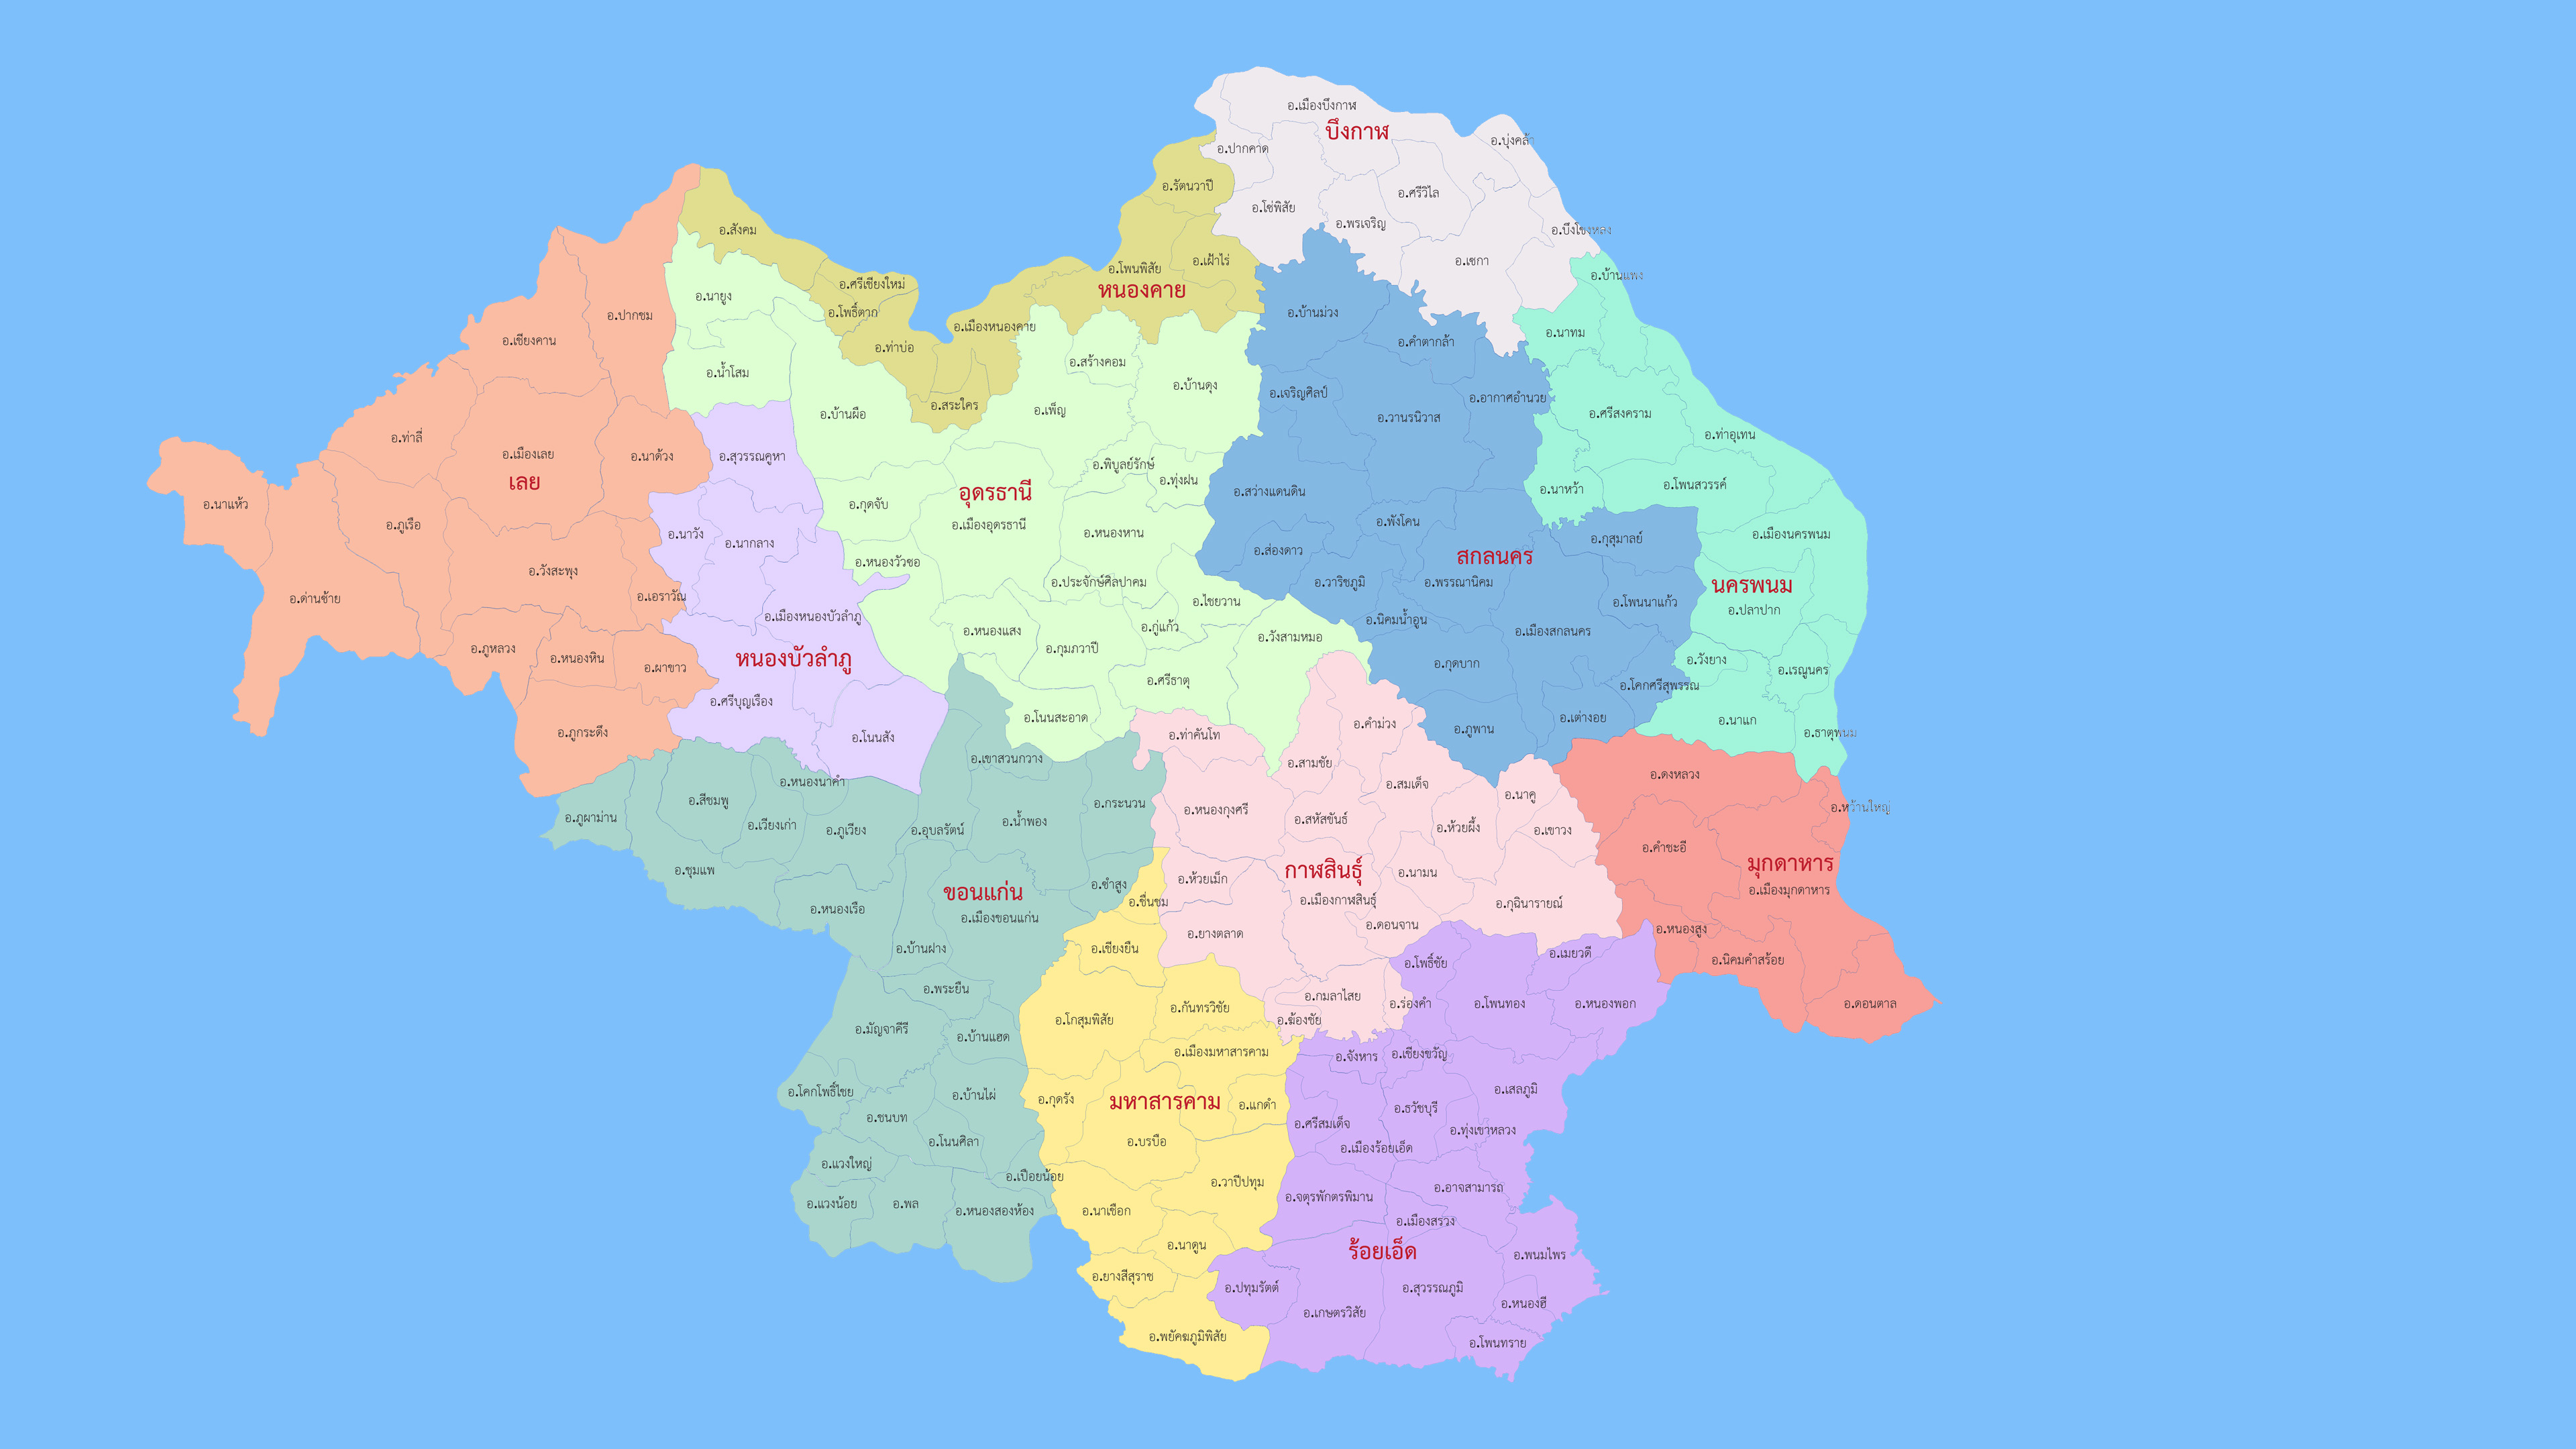 อ.เมืองบึงกาฬ
บึงกาฬ
อ.บุ่งคล้า
อ.ปากคาด
อ.รัตนวาปี
อ.ศรีวิไล
อ.โซ่พิสัย
อ.พรเจริญ
อ.บึงโขงหลง
อ.เซกา
อ.สังคม
อ.ศรีเชียงใหม่
อ.โพธิ์ตาก
อ.ท่าบ่อ
อ.สระใคร
อ.เมืองหนองคาย
อ.โพนพิสัย
อ.เฝ้าไร่
หนองคาย
อ.ปากชม
อ.เชียงคาน
อ.ท่าลี่
อ.เมืองเลย
เลย
อ.นาด้วง
อ.นาแห้ว
อ.ภูเรือ
อ.ด่านซ้าย
อ.วังสะพุง
อ.เอราวัณ
อ.ภูหลวง
อ.หนองหิน
อ.ผาขาว
อ.ภูกระดึง
อ.นายูง
อ.น้ำโสม
อ.บ้านผือ
อ.เพ็ญ
อ.สร้างคอม
อ.บ้านดุง
อ.พิบูลย์รักษ์
อ.ทุ่งฝน
อ.กุดจับ
อุดรธานี
อ.เมืองอุดรธานี
อ.หนองหาน
อ.หนองวัวซอ
อ.ประจักษ์ศิลปาคม
อ.ไชยวาน
อ.หนองแสง
อ.กุมภวาปี
อ.กู่แก้ว
อ.วังสามหมอ
อ.ศรีธาตุ
อ.โนนสะอาด
อ.สุวรรณคูหา
อ.นาวัง
อ.นากลาง
อ.เมืองหนองบัวลำภู
หนองบัวลำภู
อ.ศรีบุญเรือง
อ.โนนสัง
อ.บ้านม่วง
อ.คำตากล้า
อ.เจริญศิลป์
อ.อากาศอำนวย
อ.วานรนิวาส
อ.สว่างแดนดิน
อ.พังโคน
อ.ส่องดาว
สกลนคร
อ.กุสุมาลย์
อ.วาริชภูมิ
อ.พรรณานิคม
อ.โพนนาแก้ว
อ.นิคมน้ำอูน
อ.เมืองสกลนคร
อ.กุดบาก
อ.โคกศรีสุพรรณ
อ.เต่างอย
อ.ภูพาน
อ.บ้านแพง
อ.นาทม
อ.ศรีสงคราม
อ.ท่าอุเทน
อ.นาหว้า
อ.โพนสวรรค์
อ.เมืองนครพนม
นครพนม
อ.ปลาปาก
อ.วังยาง
อ.เรณูนคร
อ.นาแก
อ.ธาตุพนม
อ.ดงหลวง
อ.หว้านใหญ่
อ.คำชะอี
มุกดาหาร
อ.เมืองมุกดาหาร
อ.หนองสูง
อ.นิคมคำสร้อย
อ.ดอนตาล
อ.ท่าคันโท
อ.คำม่วง
อ.สามชัย
อ.สมเด็จ
อ.นาคู
อ.หนองกุงศรี
อ.สหัสขันธ์
อ.ห้วยผึ้ง
อ.เขาวง
กาฬสินธุ์
อ.ห้วยเม็ก
อ.นามน
อ.เมืองกาฬสินธุ์
อ.กุฉินารายณ์
อ.ดอนจาน
อ.ยางตลาด
อ.กมลาไสย
อ.ร่องคำ
อ.ฆ้องชัย
อ.เขาสวนกวาง
อ.หนองนาคำ
อ.สีชมพู
อ.กระนวน
อ.ภูผาม่าน
อ.เวียงเก่า
อ.ภูเวียง
อ.อุบลรัตน์
อ.น้ำพอง
อ.ชุมแพ
อ.ซำสูง
ขอนแก่น
อ.เมืองขอนแก่น
อ.หนองเรือ
อ.บ้านฝาง
อ.พระยืน
อ.มัญจาคีรี
อ.บ้านแฮด
อ.โคกโพธิ์ไชย
อ.บ้านไผ่
อ.ชนบท
อ.โนนศิลา
อ.แวงใหญ่
อ.เปือยน้อย
อ.แวงน้อย
อ.พล
อ.หนองสองห้อง
อ.ชื่นชม
อ.เชียงยืน
อ.โกสุมพิสัย
อ.กันทรวิชัย
อ.เมืองมหาสารคาม
อ.กุดรัง
มหาสารคาม
อ.แกดำ
อ.บรบือ
อ.วาปีปทุม
อ.นาเชือก
อ.นาดูน
อ.ยางสีสุราช
อ.พยัคฆภูมิพิสัย
อ.เมยวดี
อ.โพธิ์ชัย
อ.โพนทอง
อ.หนองพอก
อ.จังหาร
อ.เชียงขวัญ
อ.เสลภูมิ
อ.ธวัชบุรี
อ.ศรีสมเด็จ
อ.ทุ่งเขาหลวง
อ.เมืองร้อยเอ็ด
อ.อาจสามารถ
อ.จตุรพักตรพิมาน
อ.เมืองสรวง
ร้อยเอ็ด
อ.พนมไพร
อ.ปทุมรัตต์
อ.สุวรรณภูมิ
อ.หนองฮี
อ.เกษตรวิสัย
อ.โพนทราย